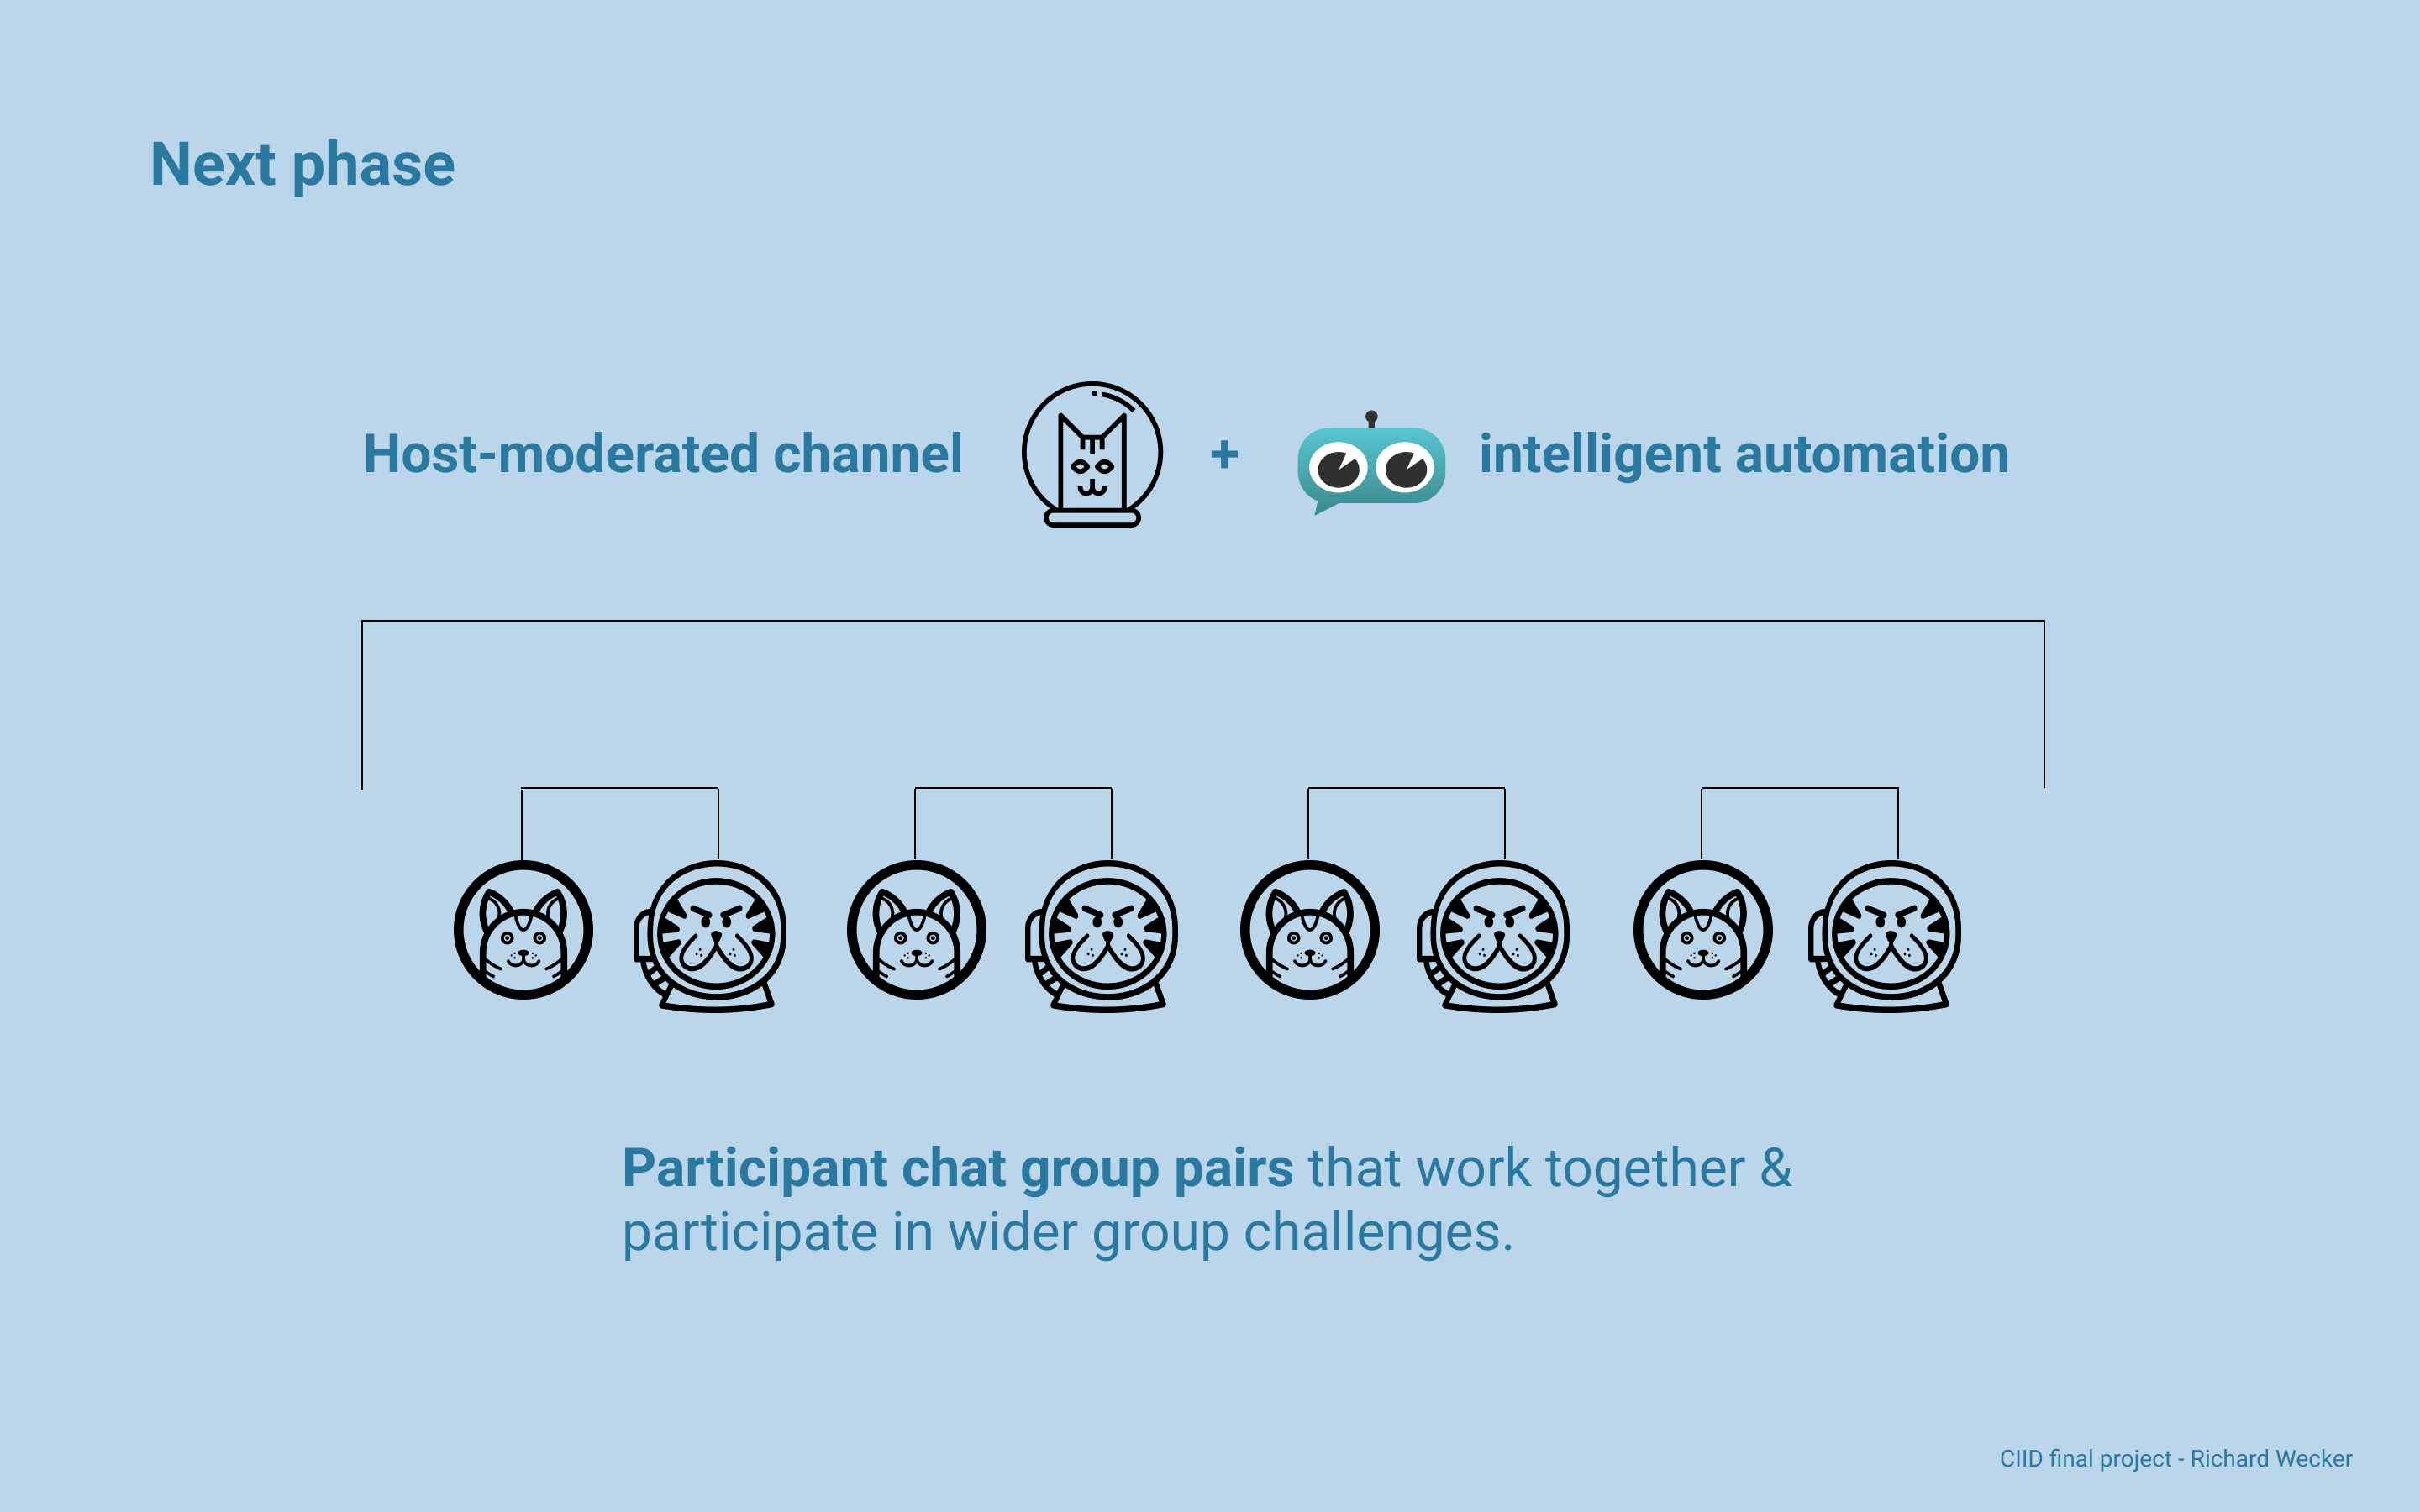 Next phase
Host-moderated channel + intelligent automation
Participant chat group pairs that work together &
participate in wider group challenges.
CIID final project - Richard Wecker